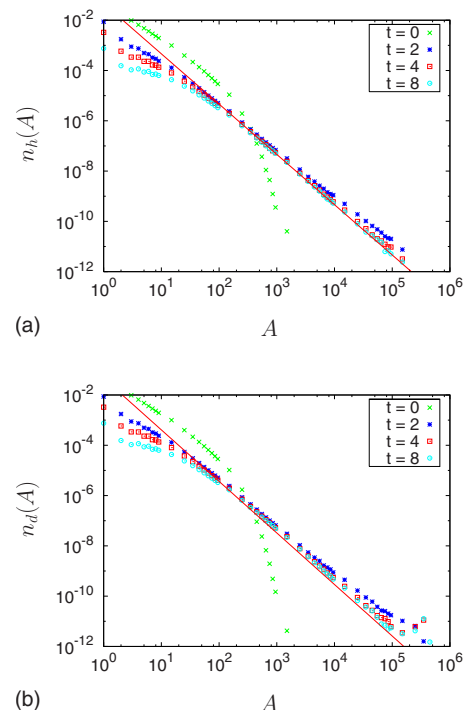 10^-2
10^-4
10^-6
10^-8
10^-10
10^-12
n_h(A)
t = 0
t = 2
t = 4
t = 8
10^0 10^1 10^2 10^3 10^4 10^5 10^6
(a)
A
10^-2
10^-4
10^-6
10^-8
10^-10
10^-12
n_d(A)
t = 0
t = 2
t = 4
t = 8
10^0 10^1 10^2 10^3 10^4 10^5 10^6
(b)
A